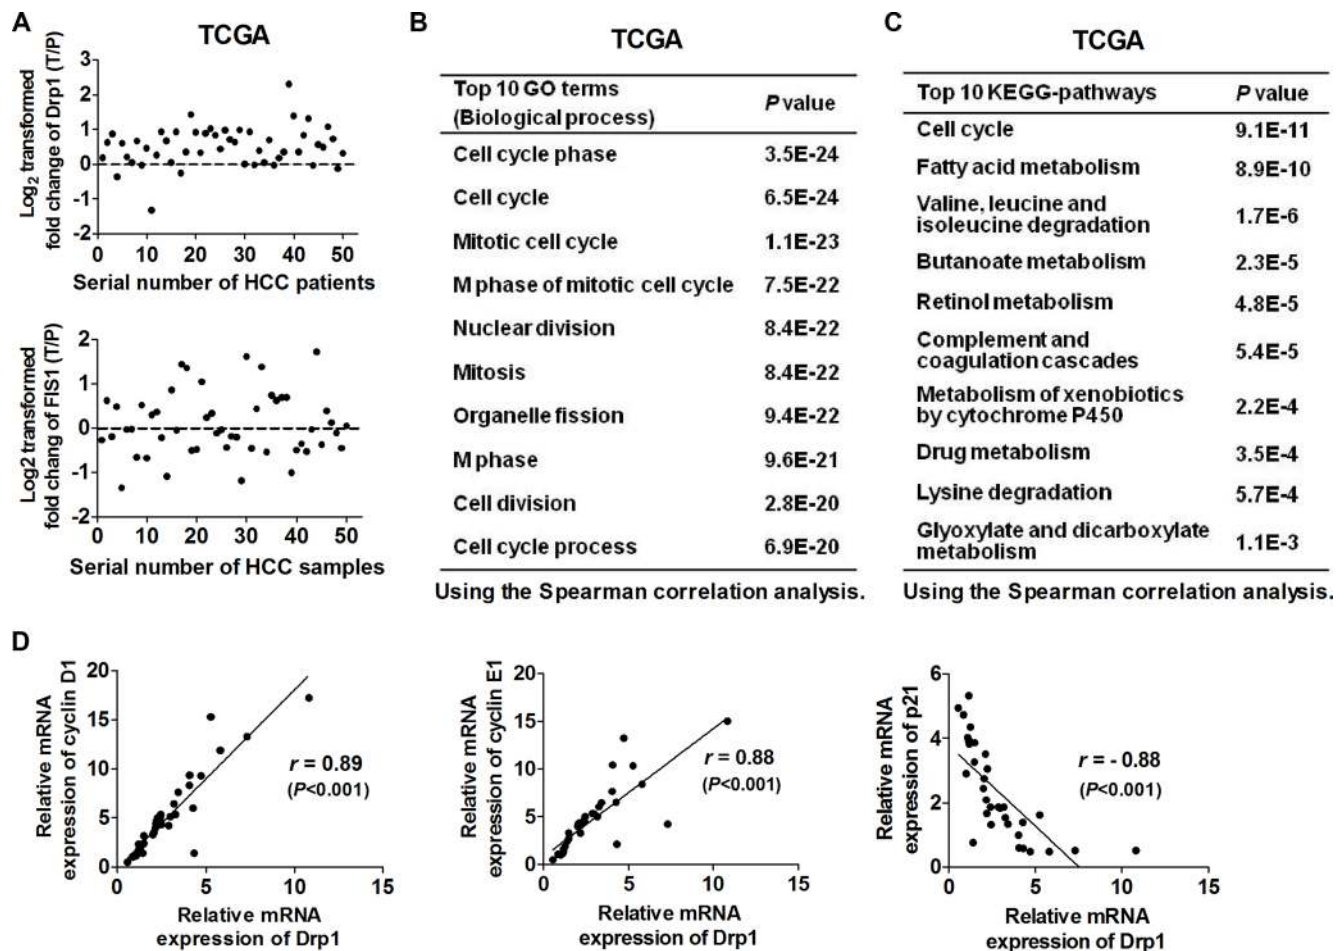 A
TCGA
Log2 transformed
fold change of Drp1 (T/P)
3
2
1
0
-1
-2
0 10 20 30 40 50
Serial number of HCC patients
Log2 transformed
fold change of FIS1 (T/P)
2
1
0
-1
-2
0 10 20 30 40 50
Serial number of HCC samples
B
TCGA
Top 10 GO terms
(Biological process) P value
Cell cycle phase 3.5E-24
Cell cycle 6.5E-24
Mitotic cell cycle 1.1E-23
M phase of mitotic cell cycle 7.5E-22
Nuclear division 8.4E-22
Mitosis 8.4E-22
Organelle fission 9.4E-22
M phase 9.6E-21
Cell division 2.8E-20
Cell cycle process 6.9E-20
Using the Spearman correlation analysis.
C
TCGA
Top 10 KEGG-pathways P value
Cell cycle 9.1E-11
Fatty acid metabolism 8.9E-10
Valine, leucine and
isoleucine degradation 1.7E-6
Butanoate metabolism 2.3E-5
Retinol metabolism 4.8E-5
Complement and
coagulation cascades 5.4E-5
Metabolism of xenobiotics
by cytochrome P450 2.2E-4
Drug metabolism 3.5E-4
Lysine degradation 5.7E-4
Glyoxylate and dicarboxylate
metabolism 1.1E-3
Using the Spearman correlation analysis.
D
Relative mRNA
expression of cyclin D1
20
15
10
5
0
r = 0.89
(P<0.001)
0 5 10 15
Relative mRNA
expression of Drp1
Relative mRNA
expression of cyclin E1
20
15
10
5
0
r = 0.88
(P<0.001)
0 5 10 15
Relative mRNA
expression of Drp1
Relative mRNA
expression of p21
6
4
2
0
r = - 0.88
(P<0.001)
0 5 10 15
Relative mRNA
expression of Drp1